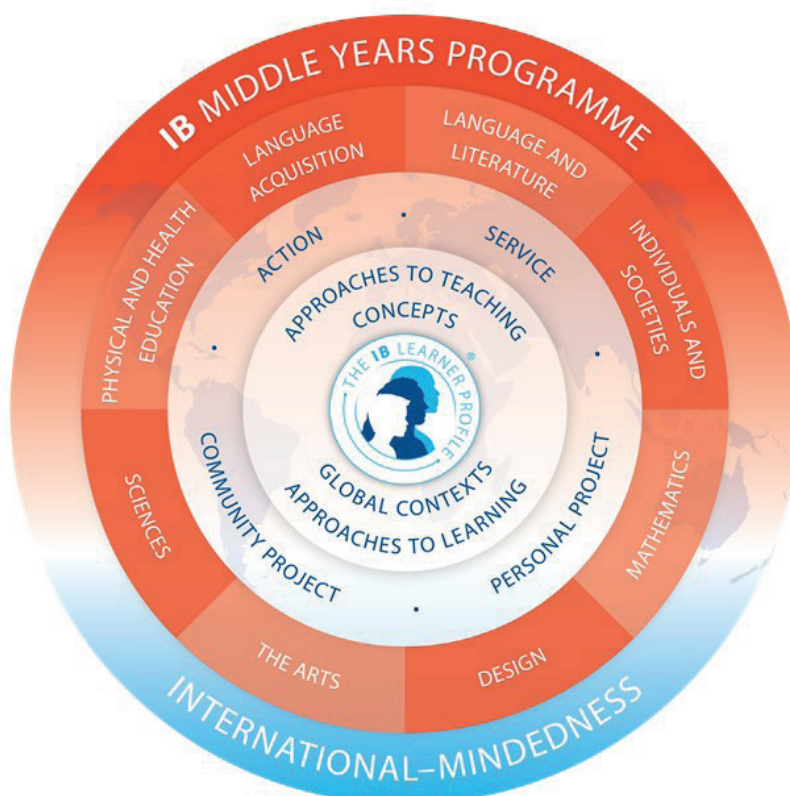 IB MIDDLE YEARS PROGRAMME
LANGUAGE
ACQUISITION
LANGUAGE AND
LITERATURE
PHYSICAL AND HEALTH
EDUCATION
INDIVIDUALS AND
SOCIETIES
ACTION
SERVICE
APPROACHES TO TEACHING
CONCEPTS
THE IB LEARNER PROFILE ®
GLOBAL CONTEXTS
APPROACHES TO LEARNING
COMMUNITY PROJECT
PERSONAL PROJECT
SCIENCES
MATHEMATICS
THE ARTS
DESIGN
INTERNATIONAL–MINDEDNESS